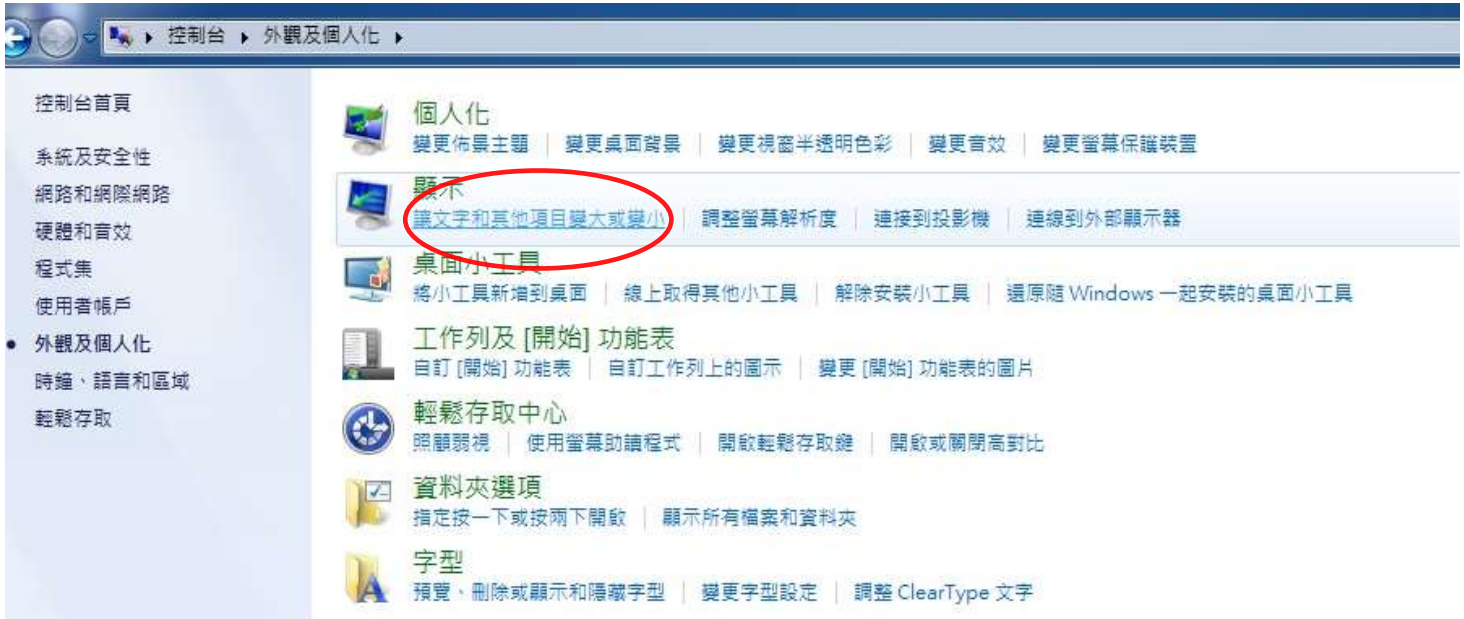 控制台 ▸ 外觀及個人化 ▸
控制台首頁
系統及安全性
網路和網際網路
硬體和音效
程式集
使用者帳戶
外觀及個人化
時鐘、語言和區域
輕鬆存取
個人化
變更佈景主題 | 變更桌面背景 | 變更視窗半透明色彩 | 變更音效 | 變更螢幕保護裝置
顯示
讓文字和其他項目變大或變小 | 調整螢幕解析度 | 連接到投影機 | 連線到外部顯示器
桌面小工具
將小工具新增到桌面 | 線上取得其他小工具 | 解除安裝小工具 | 還原隨 Windows 一起安裝的桌面小工具
工作列及 [開始] 功能表
自訂 [開始] 功能表 | 自訂工作列上的圖示 | 變更 [開始] 功能表的圖片
輕鬆存取中心
照顧弱視 | 使用螢幕助讀程式 | 開啟輕鬆存取鍵 | 開啟或關閉高對比
資料夾選項
指定按一下或按兩下開啟 | 顯示所有檔案和資料夾
字型
預覽、刪除或顯示和隱藏字型 | 變更字型設定 | 調整 ClearType 文字